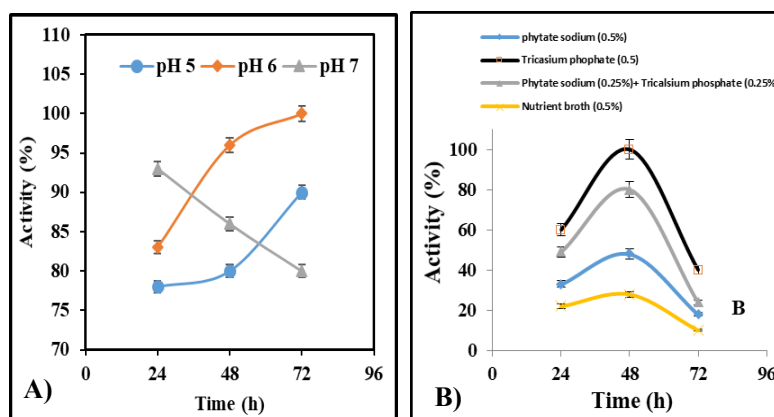 pH 5 pH 6 pH 7
Activity (%)
105
100
95
90
85
80
75
70
0 24 48 72 96
Time (h)
A)
phytate sodium (0.5%)
Tricasium phophate (0.5)
Phytate sodium (0.25%)+ Tricalsium phosphate (0.25%
Nutrient broth (0.5%)
Activity (%)
100
80
60
40
20
0
B
0 24 48 72 96
Time (h)
B)